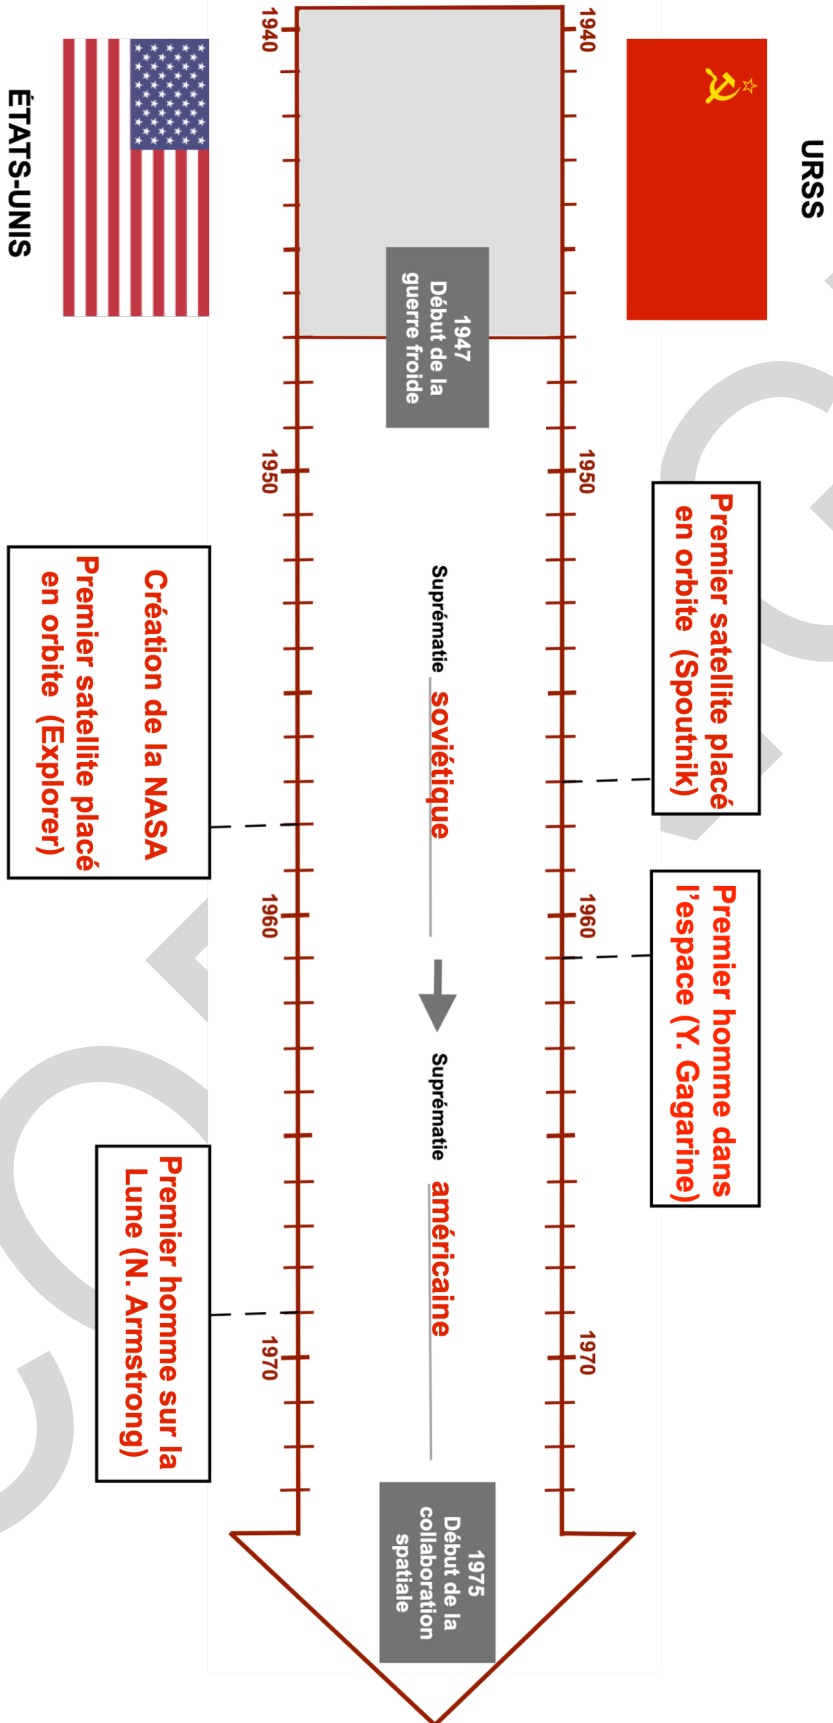 URSS
Premier satellite placé
en orbite (Spoutnik)
Premier homme dans
l'espace (Y. Gagarine)
1940
1950
1960
1970
1947
Début de la
guerre froide
Suprématie soviétique
Suprématie américaine
1975
Début de la
collaboration
spatiale
1940
1950
1960
1970
Création de la NASA
Premier satellite placé
en orbite (Explorer)
Premier homme sur la
Lune (N. Armstrong)
ÉTATS-UNIS